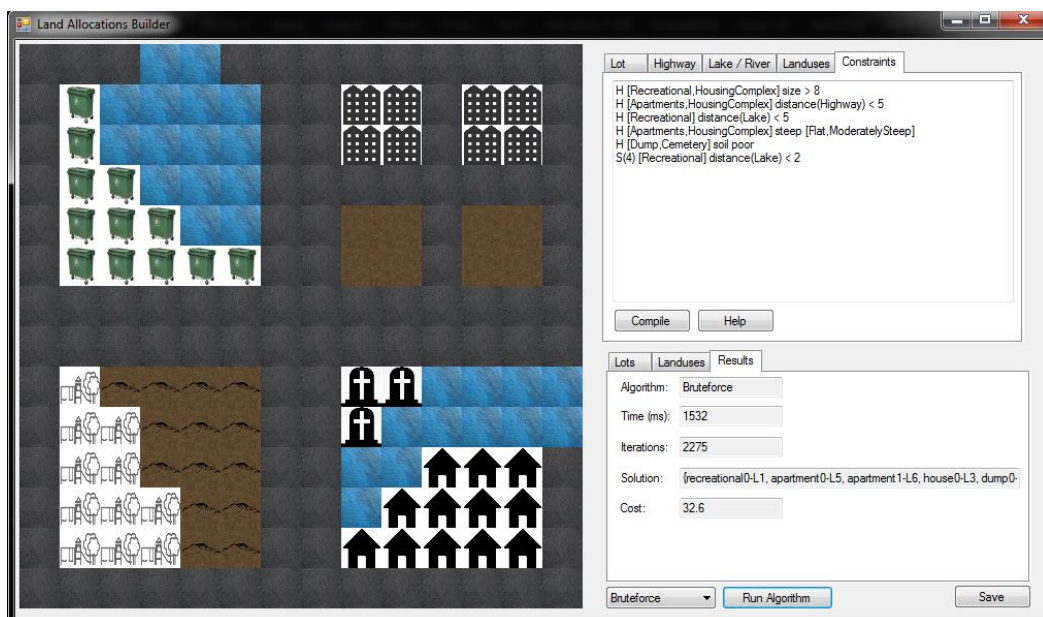 Land Allocations Builder
Lot Highway Lake / River Landuses Constraints
H [Recreational,HousingComplex] size > 8
H [Apartments,HousingComplex] distance(Highway) < 5
H [Recreational] distance(Lake) < 5
H [Apartments,HousingComplex] steep [Flat,ModeratelySteep]
H [Dump,Cemetery] soil poor
S(4) [Recreational] distance(Lake) < 2
Compile Help
Lots Landuses Results
Algorithm: Bruteforce
Time (ms): 1532
Iterations: 2275
Solution: {recreational0-L1, apartment0-L5, apartment1-L6, house0-L3, dump0-
Cost: 32.6
Bruteforce Run Algorithm Save